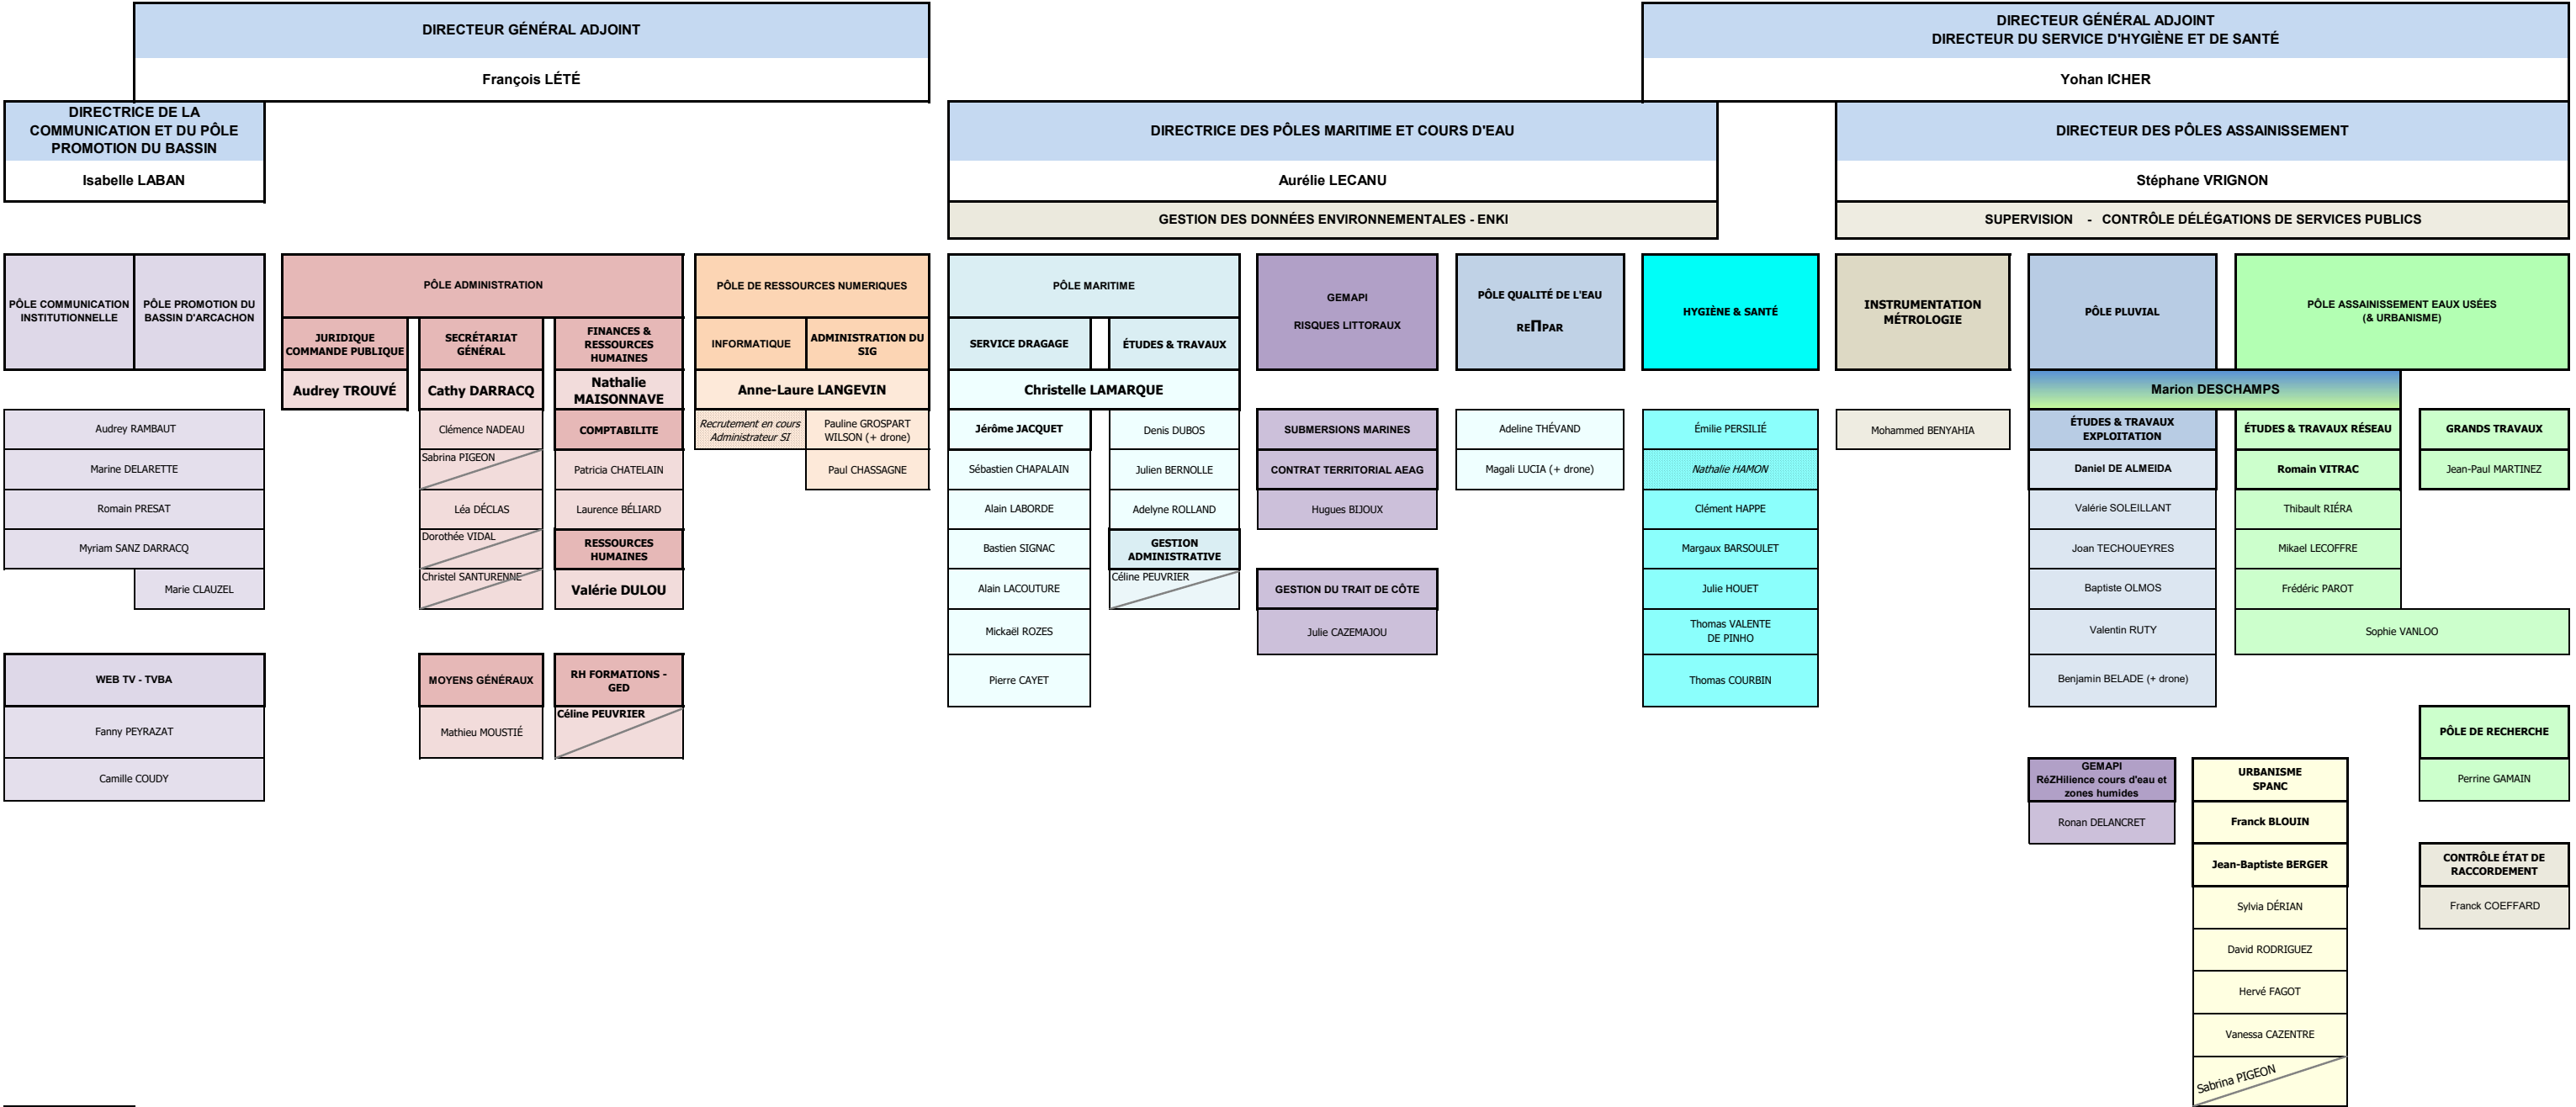 DIRECTEUR GÉNÉRAL ADJOINT
François LÉTÉ
DIRECTEUR GÉNÉRAL ADJOINT
DIRECTEUR DU SERVICE D'HYGIÈNE ET DE SANTÉ
Yohan ICHER
DIRECTRICE DE LA
COMMUNICATION ET DU PÔLE
PROMOTION DU BASSIN
Isabelle LABAN
DIRECTRICE DES PÔLES MARITIME ET COURS D'EAU
Aurélie LECANU
GESTION DES DONNÉES ENVIRONNEMENTALES - ENKI
DIRECTEUR DES PÔLES ASSAINISSEMENT
Stéphane VRIGNON
SUPERVISION - CONTRÔLE DÉLÉGATIONS DE SERVICES PUBLICS
PÔLE COMMUNICATION
INSTITUTIONNELLE
PÔLE PROMOTION DU
BASSIN D'ARCACHON
Audrey RAMBAUT
Marine DELARETTE
Romain PRESAT
Myriam SANZ DARRACQ
Marie CLAUZEL
WEB TV - TVBA
Fanny PEYRAZAT
Camille COUDY
PÔLE ADMINISTRATION
JURIDIQUE
COMMANDE PUBLIQUE
Audrey TROUVÉ
SECRÉTARIAT
GÉNÉRAL
Cathy DARRACQ
Clémence NADEAU
Sabrina PIGEON
Léa DÉCLAS
Dorothée VIDAL
Christel SANTURENNE
MOYENS GÉNÉRAUX
Mathieu MOUSTIÉ
FINANCES &
RESSOURCES
HUMAINES
Nathalie
MAISONNAVE
COMPTABILITE
Patricia CHATELAIN
Laurence BÉLIARD
RESSOURCES
HUMAINES
Valérie DULOU
RH FORMATIONS -
GED
Céline PEUVRIER
PÔLE DE RESSOURCES NUMERIQUES
INFORMATIQUE
ADMINISTRATION DU
SIG
Anne-Laure LANGEVIN
Recrutement en cours
Administrateur SI
Pauline GROSPART
WILSON (+ drone)
Paul CHASSAGNE
PÔLE MARITIME
SERVICE DRAGAGE
ÉTUDES & TRAVAUX
Christelle LAMARQUE
Jérôme JACQUET
Sébastien CHAPALAIN
Alain LABORDE
Bastien SIGNAC
Alain LACOUTURE
Mickaël ROZES
Pierre CAYET
Denis DUBOS
Julien BERNOLLE
Adelyne ROLLAND
GESTION
ADMINISTRATIVE
Céline PEUVRIER
GEMAPI
RISQUES LITTORAUX
SUBMERSIONS MARINES
CONTRAT TERRITORIAL AEAG
Hugues BIJOUX
GESTION DU TRAIT DE CÔTE
Julie CAZEMAJOU
PÔLE QUALITÉ DE L'EAU
REΠPAR
Adeline THÉVAND
Magali LUCIA (+ drone)
HYGIÈNE & SANTÉ
Émilie PERSILIÉ
Nathalie HAMON
Clément HAPPE
Margaux BARSOULET
Julie HOUET
Thomas VALENTE
DE PINHO
Thomas COURBIN
INSTRUMENTATION
MÉTROLOGIE
Mohammed BENYAHIA
PÔLE PLUVIAL
PÔLE ASSAINISSEMENT EAUX USÉES
(& URBANISME)
Marion DESCHAMPS
ÉTUDES & TRAVAUX
EXPLOITATION
Daniel DE ALMEIDA
Valérie SOLEILLANT
Joan TECHOUEYRES
Baptiste OLMOS
Valentin RUTY
Benjamin BELADE (+ drone)
ÉTUDES & TRAVAUX RÉSEAU
Romain VITRAC
Thibault RIÉRA
Mikael LECOFFRE
Frédéric PAROT
Sophie VANLOO
GRANDS TRAVAUX
Jean-Paul MARTINEZ
GEMAPI
RéZHilience cours d'eau et
zones humides
Ronan DELANCRET
URBANISME
SPANC
Franck BLOUIN
Jean-Baptiste BERGER
Sylvia DÉRIAN
David RODRIGUEZ
Hervé FAGOT
Vanessa CAZENTRE
Sabrina PIGEON
PÔLE DE RECHERCHE
Perrine GAMAIN
CONTRÔLE ÉTAT DE
RACCORDEMENT
Franck COEFFARD